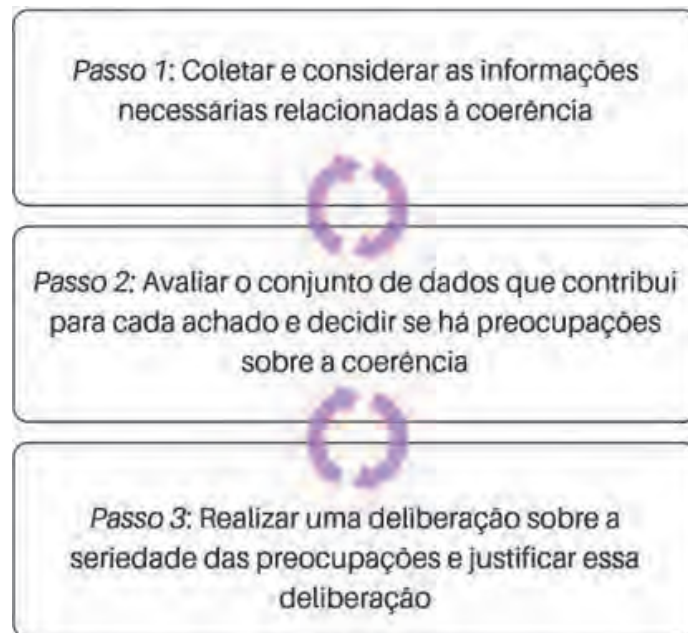 Passo 1: Coletar e considerar as informações
necessárias relacionadas à coerência
Passo 2: Avaliar o conjunto de dados que contribui
para cada achado e decidir se há preocupações
sobre a coerência
Passo 3: Realizar uma deliberação sobre a
seriedade das preocupações e justificar essa
deliberação